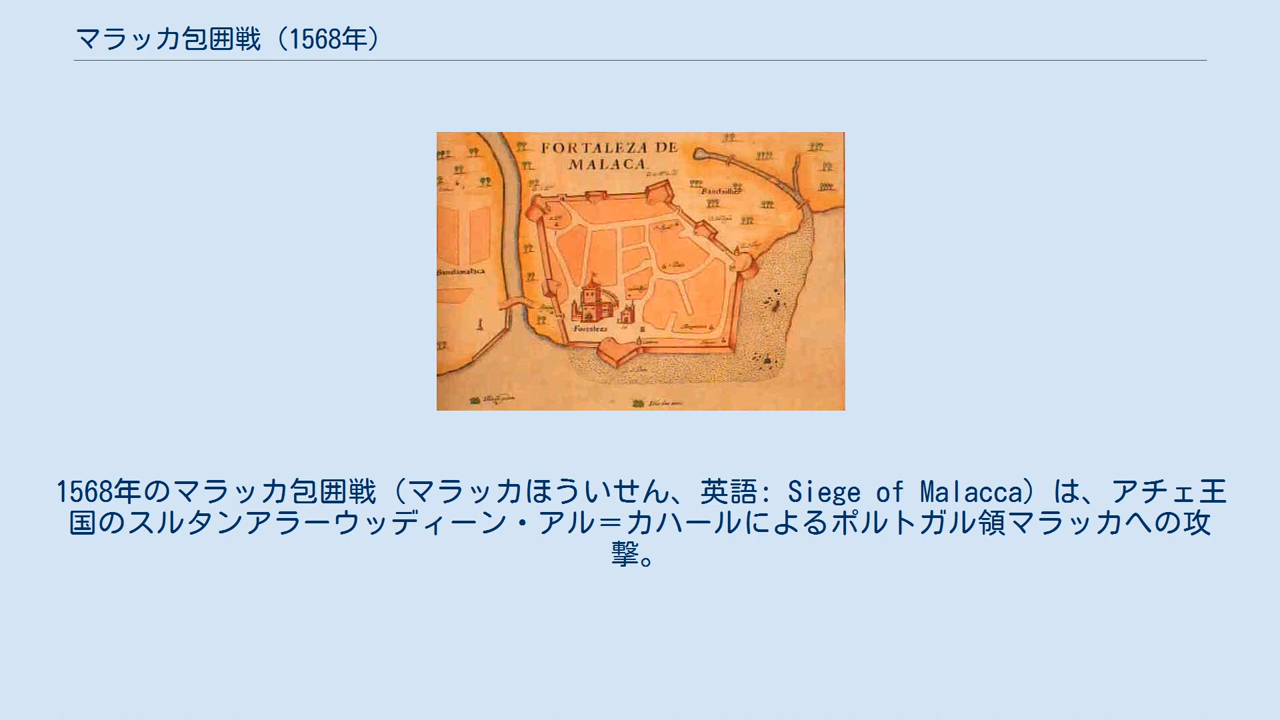 マラッカ包囲戦（1568年）
FORTALEZA DE
MALACA.
Fortaleza
1568年のマラッカ包囲戦（マラッカほういせん、英語: Siege of Malacca）は、アチェ王
国のスルタンアラーウッディーン・アル＝カハールによるポルトガル領マラッカへの攻
撃。